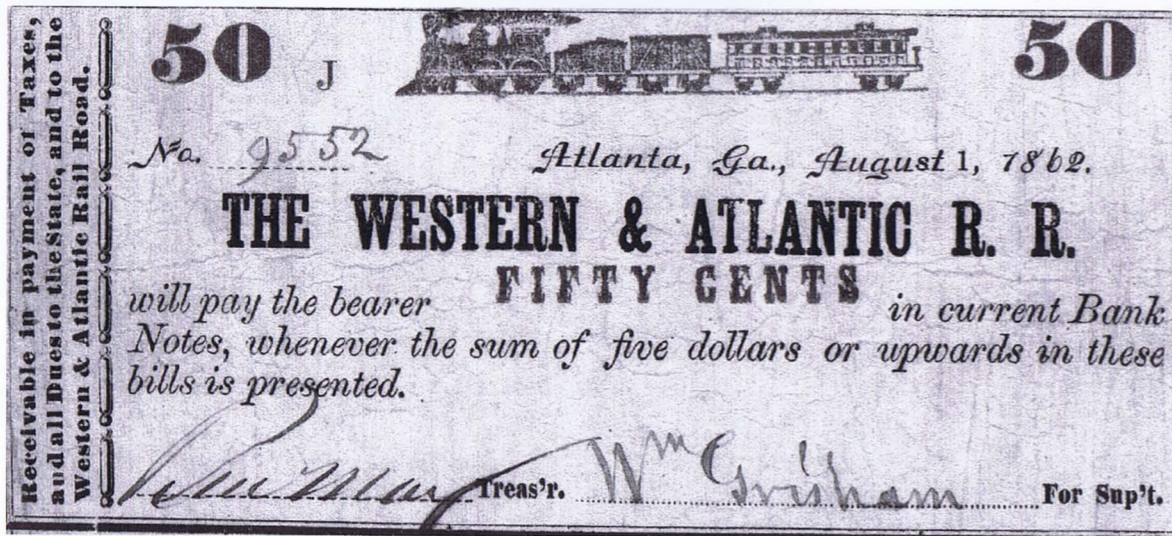 Receivable in payment of Taxes,
and all Dues to the State, and to the
Western & Atlantic Rail Road.
50 J 50
No. 9552 Atlanta, Ga., August 1, 1862.
THE WESTERN & ATLANTIC R. R.
FIFTY CENTS
will pay the bearer in current Bank
Notes, whenever the sum of five dollars or upwards in these
bills is presented.
Treas'r. Wm Grisham For Sup't.